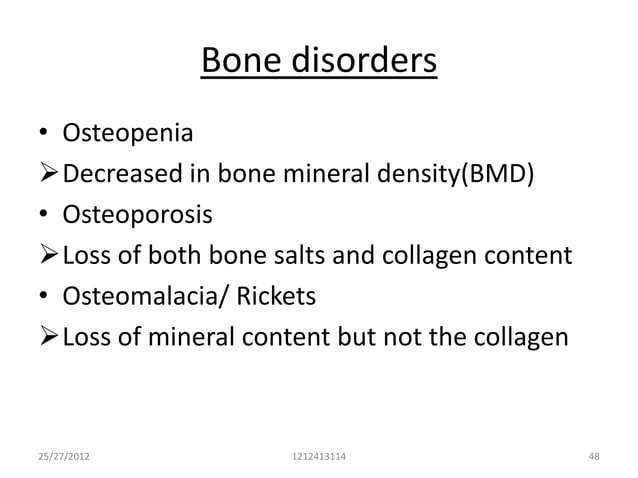 Bone disorders
• Osteopenia
➢Decreased in bone mineral density(BMD)
• Osteoporosis
➢Loss of both bone salts and collagen content
• Osteomalacia/ Rickets
➢Loss of mineral content but not the collagen
25/27/2012 1212413114 48